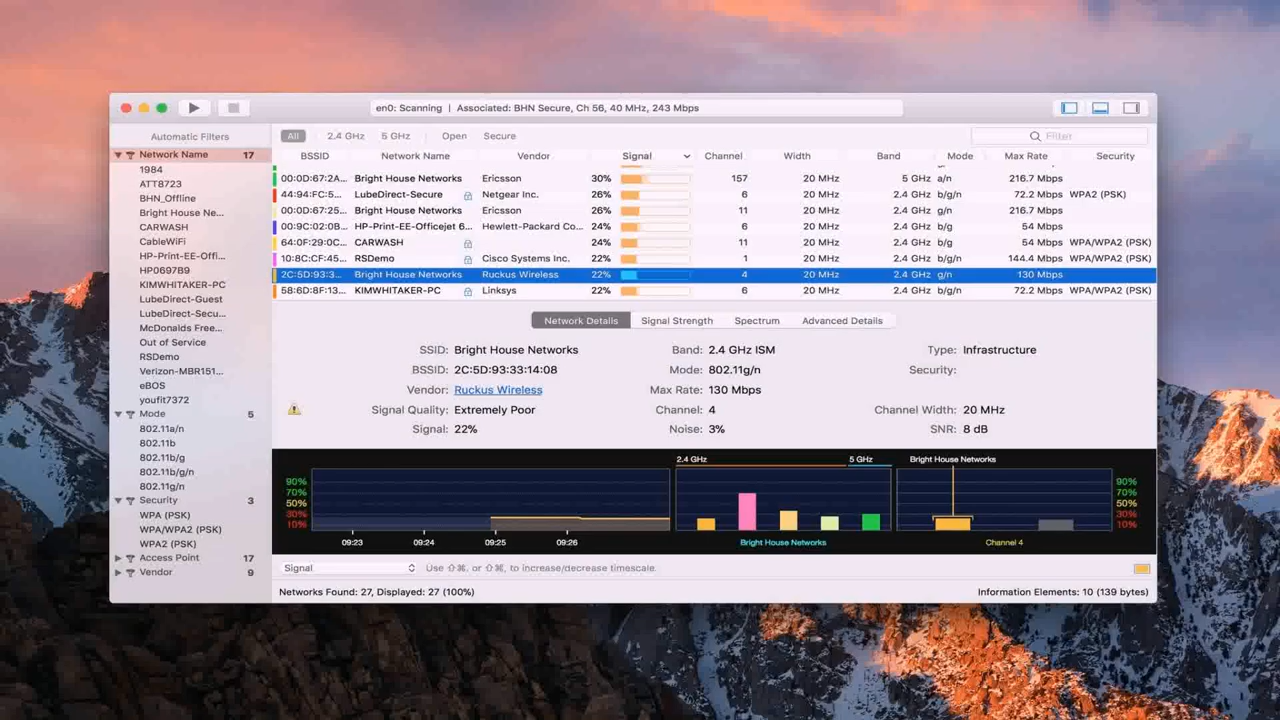 en0: Scanning | Associated: BHN Secure, Ch 56, 40 MHz, 243 Mbps
Automatic Filters
Network Name 17
1984
ATT8723
BHN_Offline
Bright House Ne...
CARWASH
CableWiFi
HP-Print-EE-Offi...
HP0697B9
KIMWHITAKER-PC
LubeDirect-Guest
LubeDirect-Secu...
McDonalds Free...
Out of Service
RSDemo
Verizon-MBR151...
eBOS
youfit7372
Mode 5
802.11a/n
802.11b
802.11b/g
802.11b/g/n
802.11g/n
Security 3
WPA (PSK)
WPA/WPA2 (PSK)
WPA2 (PSK)
Access Point 17
Vendor 9
All 2.4 GHz 5 GHz Open Secure Filter
BSSID Network Name Vendor Signal Channel Width Band Mode Max Rate Security
00:0D:67:2A... Bright House Networks Ericsson 30% 157 20 MHz 5 GHz a/n 216.7 Mbps
44:94:FC:5... LubeDirect-Secure Netgear Inc. 26% 6 20 MHz 2.4 GHz b/g/n 72.2 Mbps WPA2 (PSK)
00:0D:67:25... Bright House Networks Ericsson 26% 11 20 MHz 2.4 GHz g/n 216.7 Mbps
00:9C:02:0B... HP-Print-EE-Officejet 6... Hewlett-Packard Co... 24% 6 20 MHz 2.4 GHz b/g 54 Mbps
64:0F:29:0C... CARWASH 24% 11 20 MHz 2.4 GHz b/g 54 Mbps WPA/WPA2 (PSK)
10:8C:CF:45... RSDemo Cisco Systems Inc. 22% 1 20 MHz 2.4 GHz b/g/n 144.4 Mbps WPA/WPA2 (PSK)
2C:5D:93:3... Bright House Networks Ruckus Wireless 22% 4 20 MHz 2.4 GHz g/n 130 Mbps
58:6D:8F:13... KIMWHITAKER-PC Linksys 22% 6 20 MHz 2.4 GHz b/g/n 72.2 Mbps WPA/WPA2 (PSK)
Network Details Signal Strength Spectrum Advanced Details
SSID: Bright House Networks Band: 2.4 GHz ISM Type: Infrastructure
BSSID: 2C:5D:93:33:14:08 Mode: 802.11g/n Security:
Vendor: Ruckus Wireless Max Rate: 130 Mbps
Signal Quality: Extremely Poor Channel: 4 Channel Width: 20 MHz
Signal: 22% Noise: 3% SNR: 8 dB
2.4 GHz 5 GHz Bright House Networks
90% 90%
70% 70%
50% 50%
30% 30%
10% 10%
09:23 09:24 09:25 09:26 Bright House Networks Channel 4
Signal Use ⇧⌘. or ⇧⌘, to increase/decrease timescale.
Networks Found: 27, Displayed: 27 (100%) Information Elements: 10 (139 bytes)